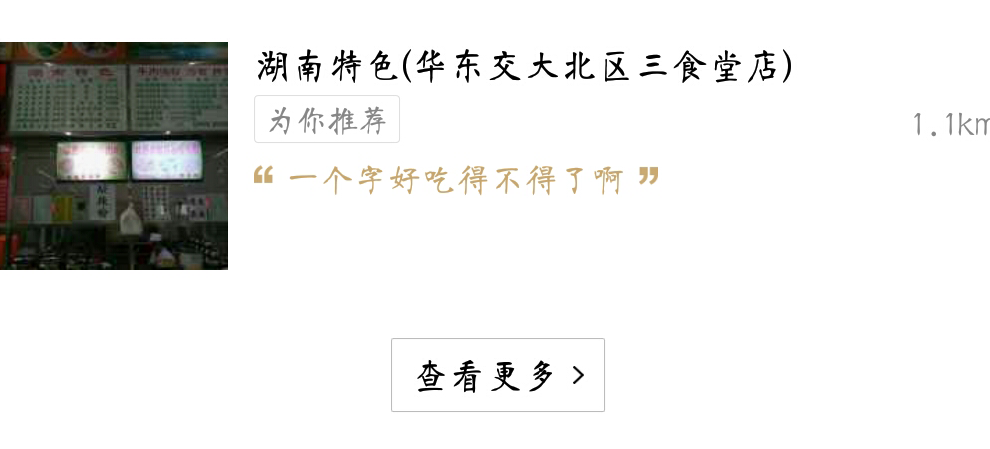 湖南特色(华东交大北区三食堂店)
为你推荐
1.1km
“ 一个字好吃得不得了啊 ”
查看更多 >